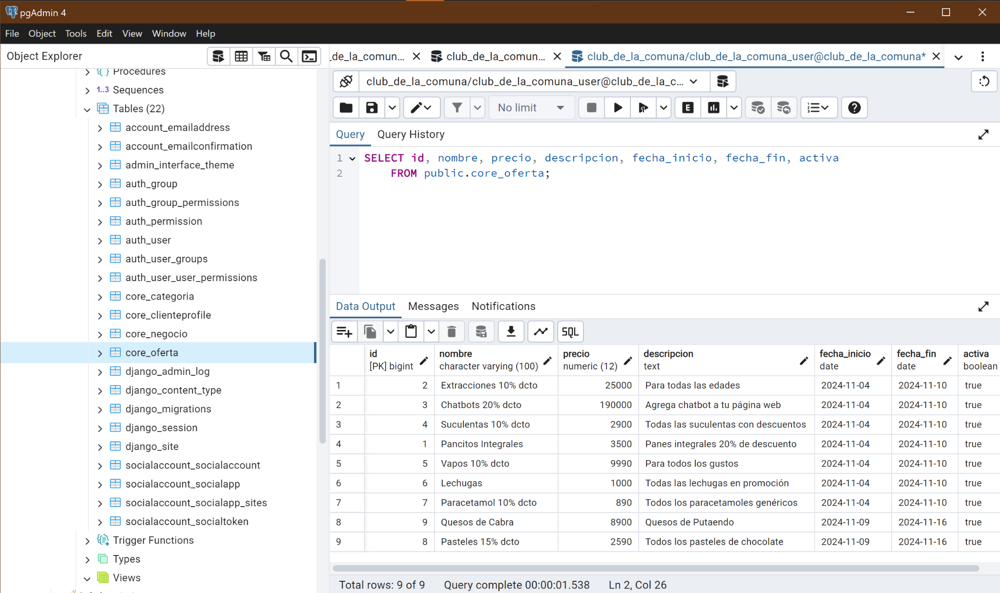 pgAdmin 4
File Object Tools Edit View Window Help
Object Explorer
_de_la_comun... club_de_la_comun... club_de_la_comuna/club_de_la_comuna_user@club_de_la_comuna*
club_de_la_comuna/club_de_la_comuna_user@club_de_la_c...
No limit
Procedures
1..3 Sequences
Tables (22)
account_emailaddress
account_emailconfirmation
admin_interface_theme
auth_group
auth_group_permissions
auth_permission
auth_user
auth_user_groups
auth_user_user_permissions
core_categoria
core_clienteprofile
core_negocio
core_oferta
django_admin_log
django_content_type
django_migrations
django_session
django_site
socialaccount_socialaccount
socialaccount_socialapp
socialaccount_socialapp_sites
socialaccount_socialtoken
Trigger Functions
Types
Views
Query Query History
1 SELECT id, nombre, precio, descripcion, fecha_inicio, fecha_fin, activa
2 FROM public.core_oferta;
Data Output Messages Notifications
SQL
id nombre precio descripcion fecha_inicio fecha_fin activa
[PK] bigint character varying (100) numeric (12) text date date boolean
1 2 Extracciones 10% dcto 25000 Para todas las edades 2024-11-04 2024-11-10 true
2 3 Chatbots 20% dcto 190000 Agrega chatbot a tu página web 2024-11-04 2024-11-10 true
3 4 Suculentas 10% dcto 2900 Todas las suculentas con descuentos 2024-11-04 2024-11-10 true
4 1 Pancitos Integrales 3500 Panes integrales 20% de descuento 2024-11-04 2024-11-10 true
5 5 Vapos 10% dcto 9990 Para todos los gustos 2024-11-04 2024-11-10 true
6 6 Lechugas 1000 Todas las lechugas en promoción 2024-11-04 2024-11-10 true
7 7 Paracetamol 10% dcto 890 Todos los paracetamoles genéricos 2024-11-04 2024-11-10 true
8 9 Quesos de Cabra 8900 Quesos de Putaendo 2024-11-09 2024-11-16 true
9 8 Pasteles 15% dcto 2590 Todos los pasteles de chocolate 2024-11-09 2024-11-16 true
Total rows: 9 of 9 Query complete 00:00:01.538 Ln 2, Col 26